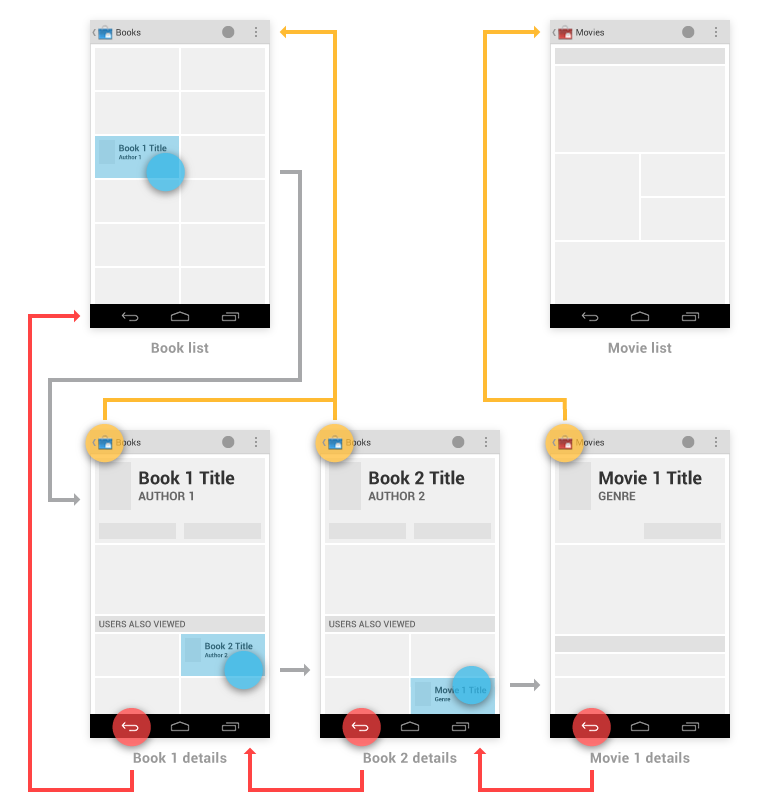 Books
Movies
Book 1 Title
Author 1
Book list
Movie list
Books
Books
Movies
Book 1 Title
AUTHOR 1
Book 2 Title
AUTHOR 2
Movie 1 Title
GENRE
USERS ALSO VIEWED
USERS ALSO VIEWED
Book 2 Title
Author 2
Movie 1 Title
Genre
Book 1 details
Book 2 details
Movie 1 details